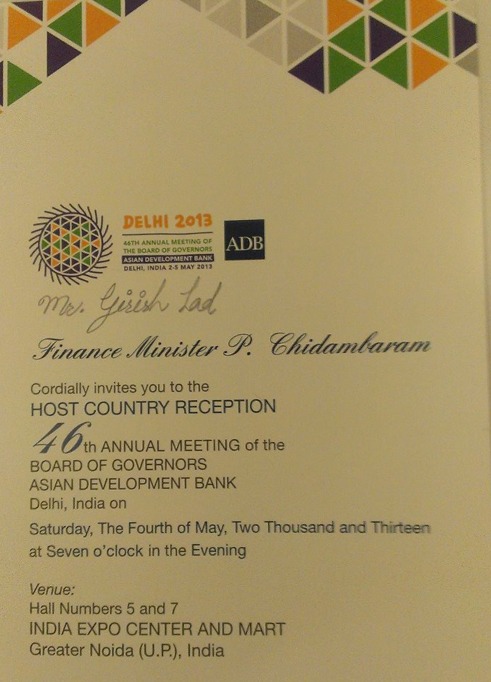 DELHI 2013
46TH ANNUAL MEETING OF
THE BOARD OF GOVERNORS
ASIAN DEVELOPMENT BANK
DELHI, INDIA 2-5 MAY 2013
ADB
Mr. Girish Lad
Finance Minister P. Chidambaram
Cordially invites you to the
HOST COUNTRY RECEPTION
46th ANNUAL MEETING of the
BOARD OF GOVERNORS
ASIAN DEVELOPMENT BANK
Delhi, India on
Saturday, The Fourth of May, Two Thousand and Thirteen
at Seven o'clock in the Evening
Venue:
Hall Numbers 5 and 7
INDIA EXPO CENTER AND MART
Greater Noida (U.P.), India